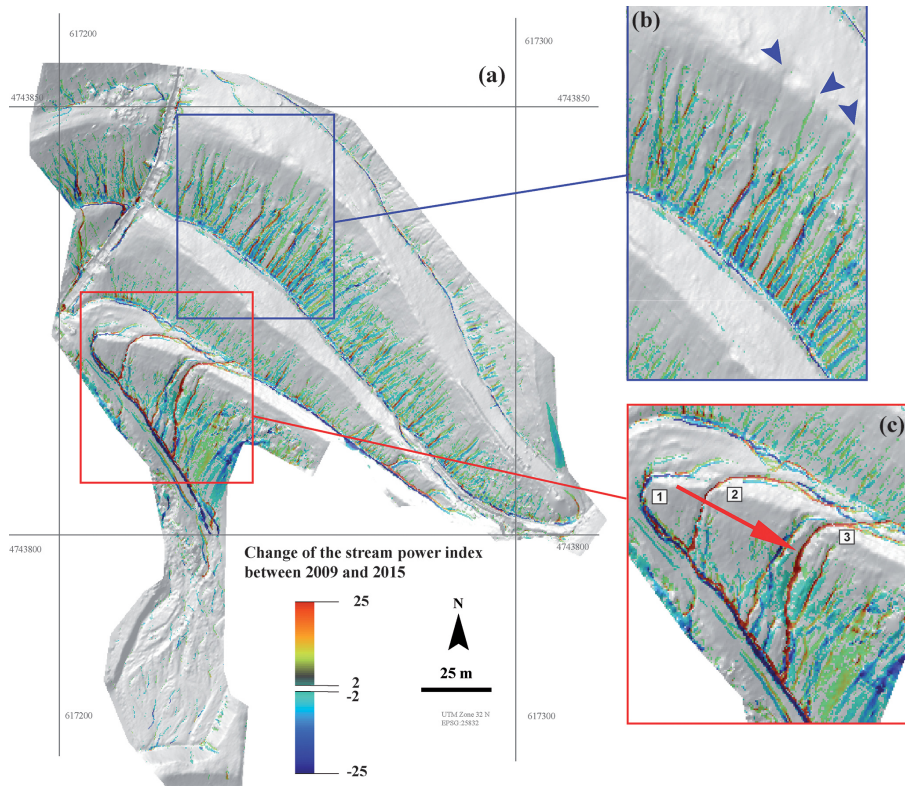 617200
617300
(a)
(b)
4743850
4743850
(c)
1
2
3
4743800
4743800
Change of the stream power index
between 2009 and 2015
25
2
-2
-25
N
25 m
UTM Zone 32 N
EPSG:25832
617200
617300